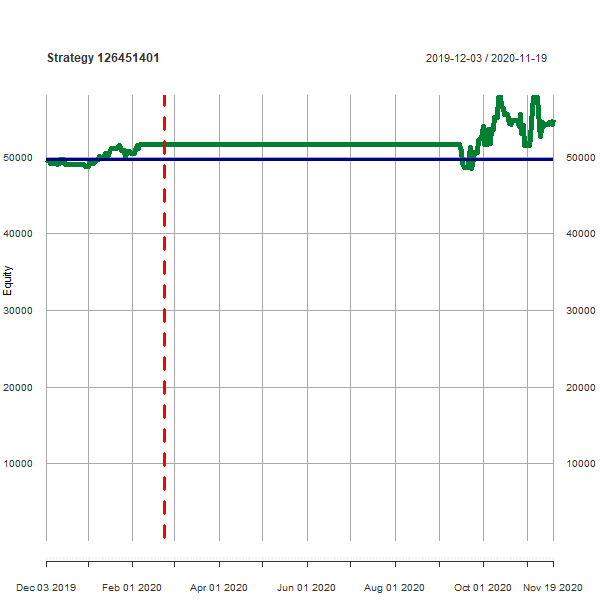 Strategy 126451401
2019-12-03 / 2020-11-19
50000
50000
40000
40000
Equity
30000
30000
20000
20000
10000
10000
Dec 03 2019
Feb 01 2020
Apr 01 2020
Jun 01 2020
Aug 01 2020
Oct 01 2020
Nov 19 2020